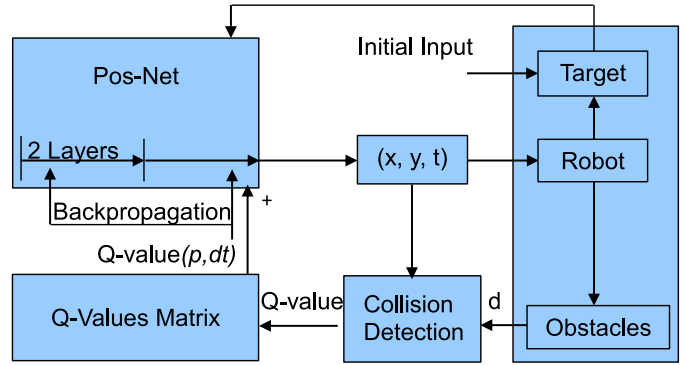 Initial Input
Pos-Net
Target
2 Layers
(x, y, t)
Robot
Backpropagation
+
Q-value(p,dt)
Q-Values Matrix
Q-value
Collision
Detection
d
Obstacles